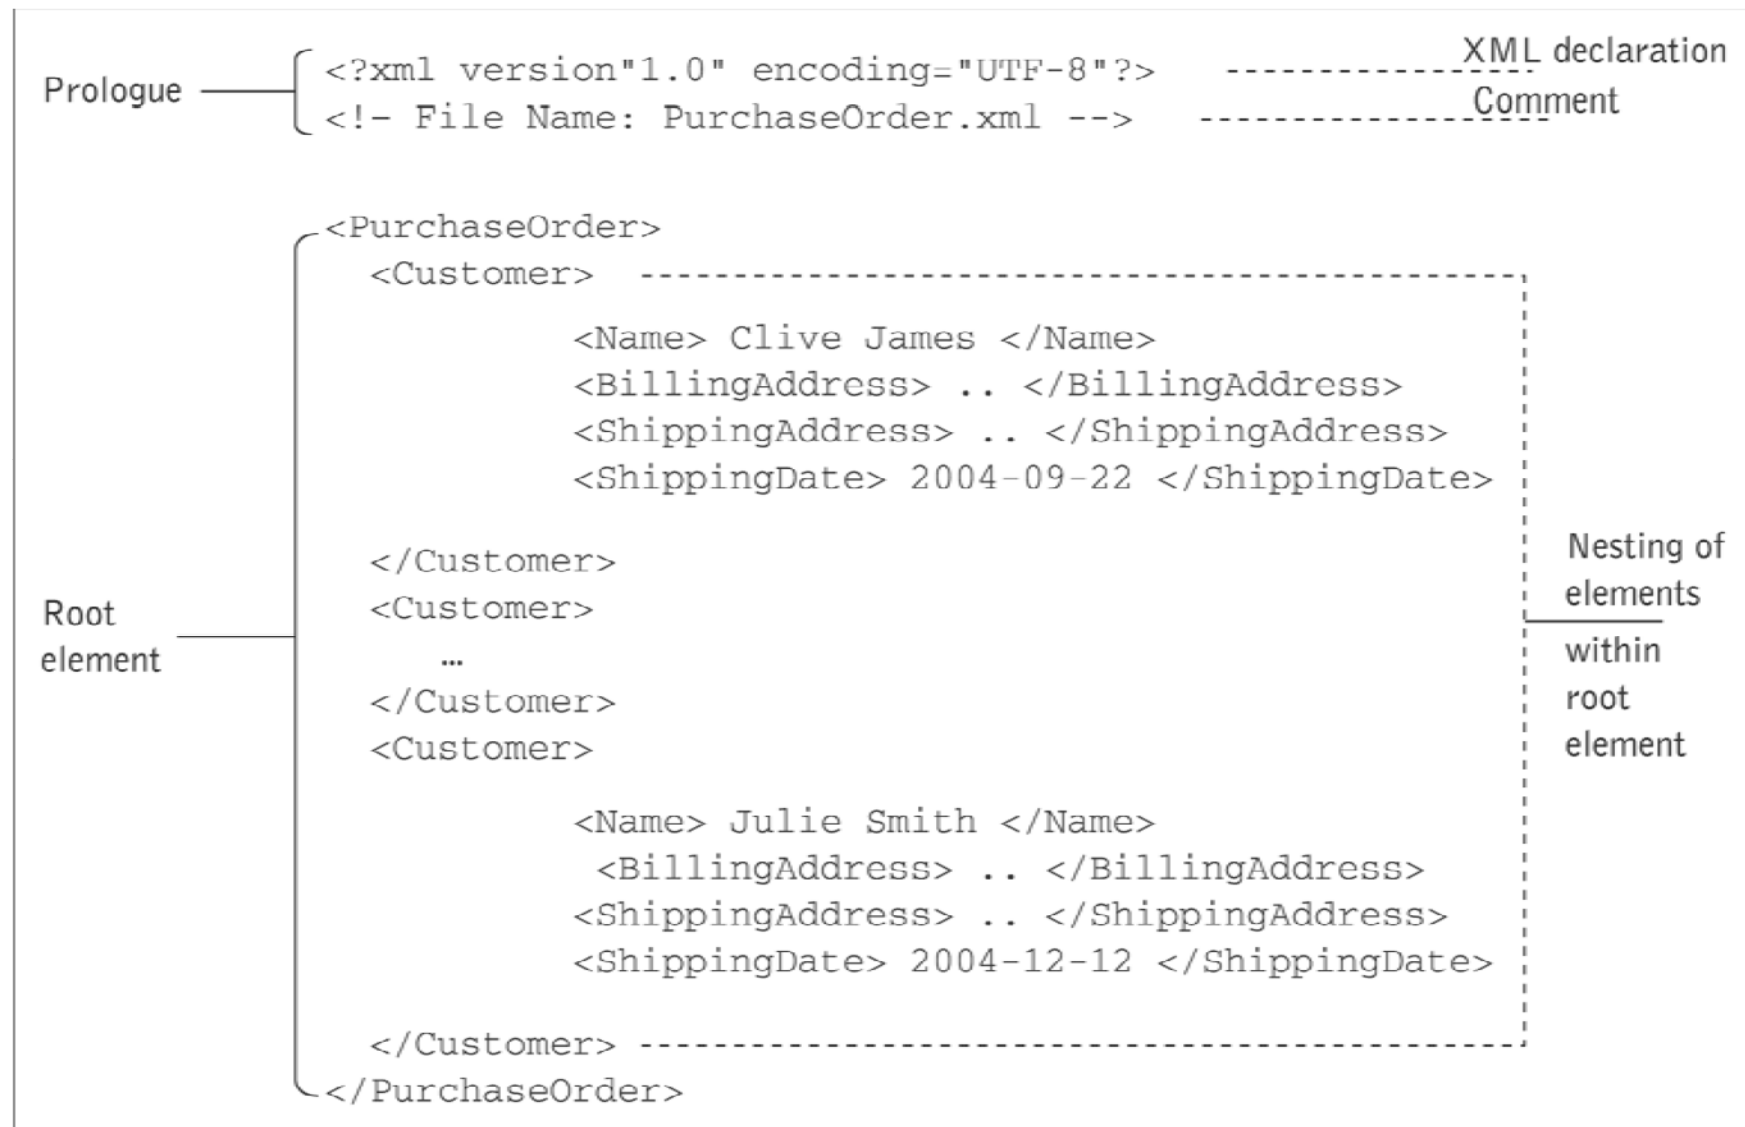 Prologue
<?xml version"1.0" encoding="UTF-8"?>
XML declaration
<!- File Name: PurchaseOrder.xml -->
Comment
<PurchaseOrder>
<Customer>
<Name> Clive James </Name>
<BillingAddress> .. </BillingAddress>
<ShippingAddress> .. </ShippingAddress>
<ShippingDate> 2004-09-22 </ShippingDate>
</Customer>
<Customer>
…
</Customer>
<Customer>
<Name> Julie Smith </Name>
<BillingAddress> .. </BillingAddress>
<ShippingAddress> .. </ShippingAddress>
<ShippingDate> 2004-12-12 </ShippingDate>
</Customer>
</PurchaseOrder>
Root
element
Nesting of
elements
within
root
element